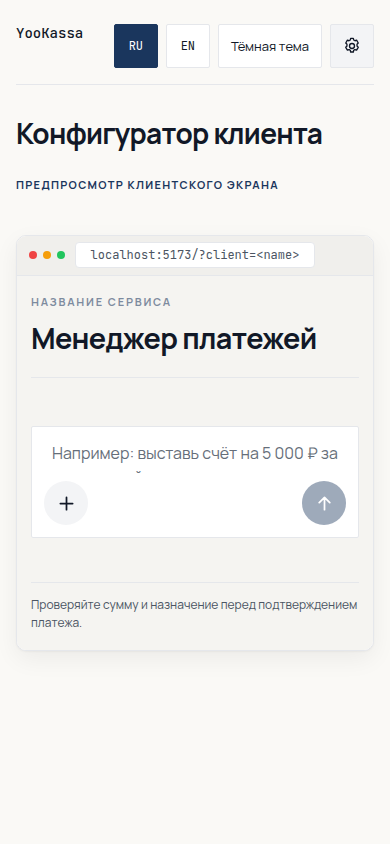 YooKassa
RU
EN
Тёмная тема
Конфигуратор клиента
ПРЕДПРОСМОТР КЛИЕНТСКОГО ЭКРАНА
localhost:5173/?client=<name>
НАЗВАНИЕ СЕРВИСА
Менеджер платежей
Например: выставь счёт на 5 000 ₽ за
Проверяйте сумму и назначение перед подтверждением
платежа.